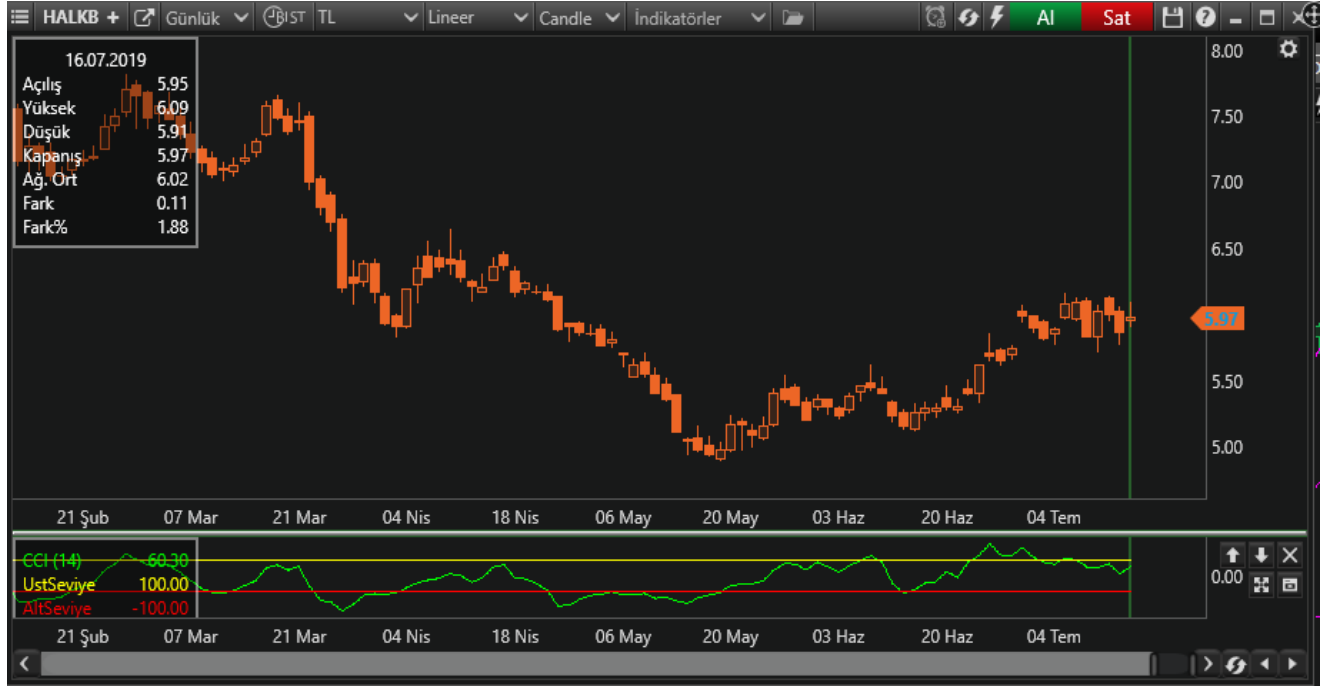 HALKB + Günlük BIST TL Lineer Candle İndikatörler Al Sat
16.07.2019
Açılış 5.95
Yüksek 6.09
Düşük 5.91
Kapanış 5.97
Ağ. Ort 6.02
Fark 0.11
Fark% 1.88
8.00
7.50
7.00
6.50
5.97
5.50
5.00
21 Şub 07 Mar 21 Mar 04 Nis 18 Nis 06 May 20 May 03 Haz 20 Haz 04 Tem
CCI (14) 60.30
UstSeviye 100.00
AltSeviye -100.00
0.00
21 Şub 07 Mar 21 Mar 04 Nis 18 Nis 06 May 20 May 03 Haz 20 Haz 04 Tem